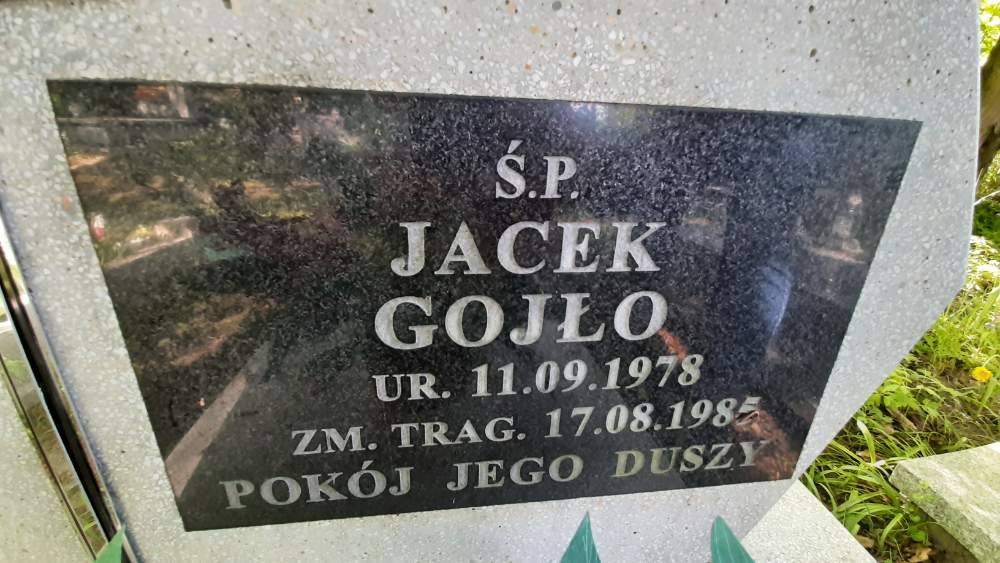 Ś.P.
JACEK
GOJŁO
UR. 11.09.1978
ZM. TRAG. 17.08.1985
POKÓJ JEGO DUSZY